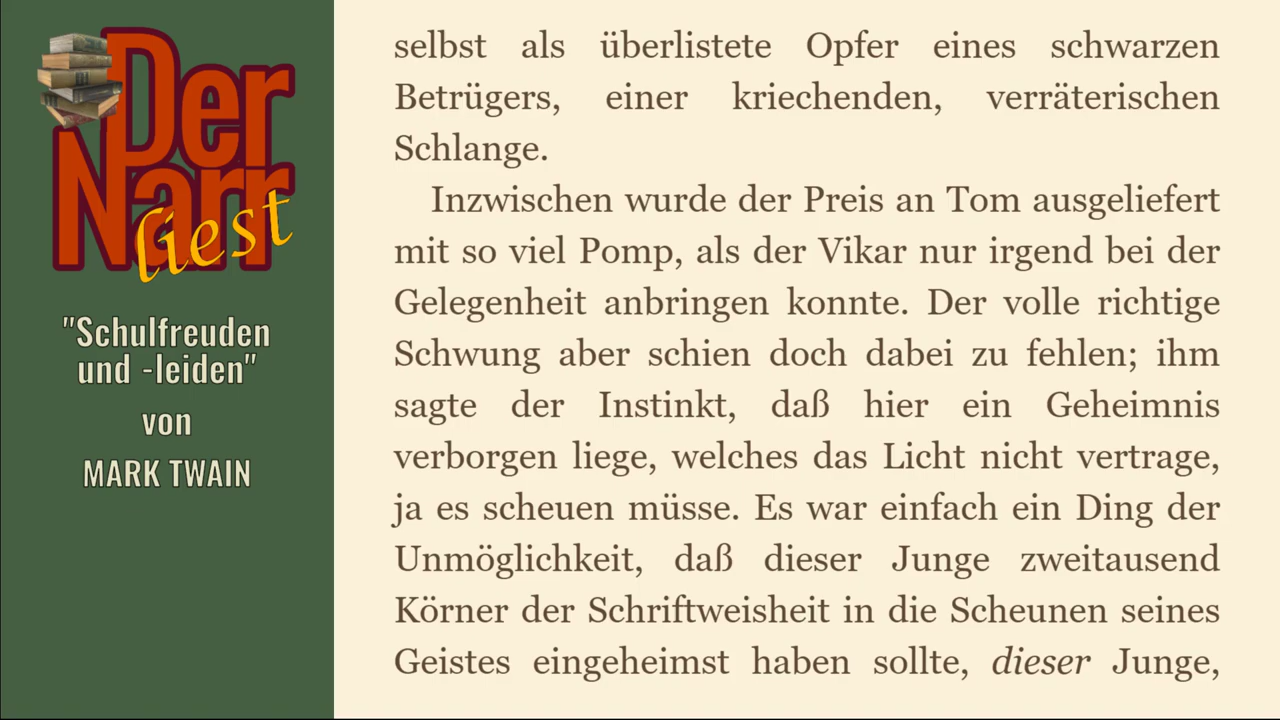 Der
Narr
liest
"Schulfreuden
und -leiden"
von
MARK TWAIN
selbst als überlistete Opfer eines schwarzen
Betrügers, einer kriechenden, verräterischen
Schlange.
Inzwischen wurde der Preis an Tom ausgeliefert
mit so viel Pomp, als der Vikar nur irgend bei der
Gelegenheit anbringen konnte. Der volle richtige
Schwung aber schien doch dabei zu fehlen; ihm
sagte der Instinkt, daß hier ein Geheimnis
verborgen liege, welches das Licht nicht vertrage,
ja es scheuen müsse. Es war einfach ein Ding der
Unmöglichkeit, daß dieser Junge zweitausend
Körner der Schriftweisheit in die Scheunen seines
Geistes eingeheimst haben sollte, dieser Junge,